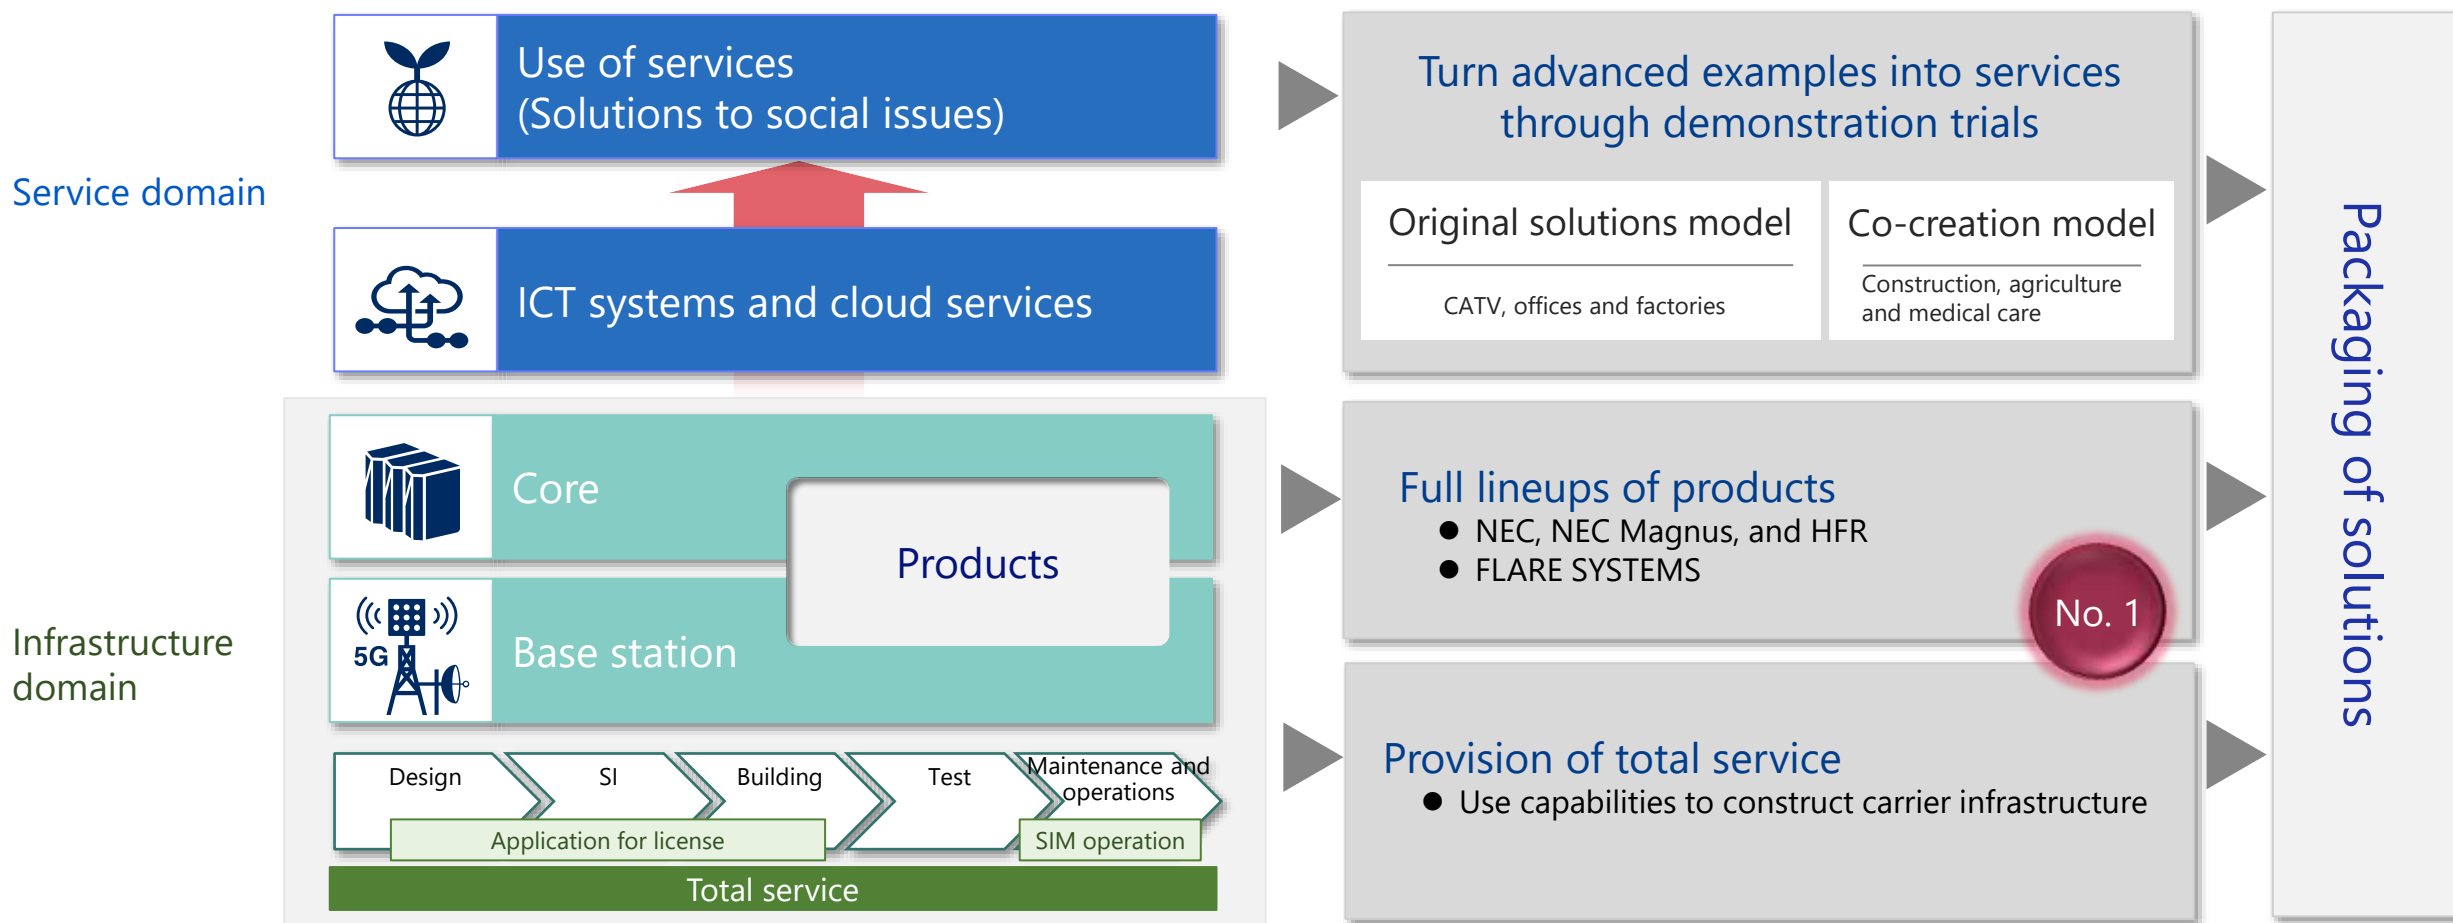 Service domain
Use of services
(Solutions to social issues)
ICT systems and cloud services
Turn advanced examples into services
through demonstration trials
Original solutions model
CATV, offices and factories
Co-creation model
Construction, agriculture
and medical care
Infrastructure
domain
Core
5G
Base station
Products
Design
SI
Building
Test
Maintenance and
operations
Application for license
SIM operation
Total service
Full lineups of products
● NEC, NEC Magnus, and HFR
● FLARE SYSTEMS
No. 1
Provision of total service
● Use capabilities to construct carrier infrastructure
Packaging of solutions